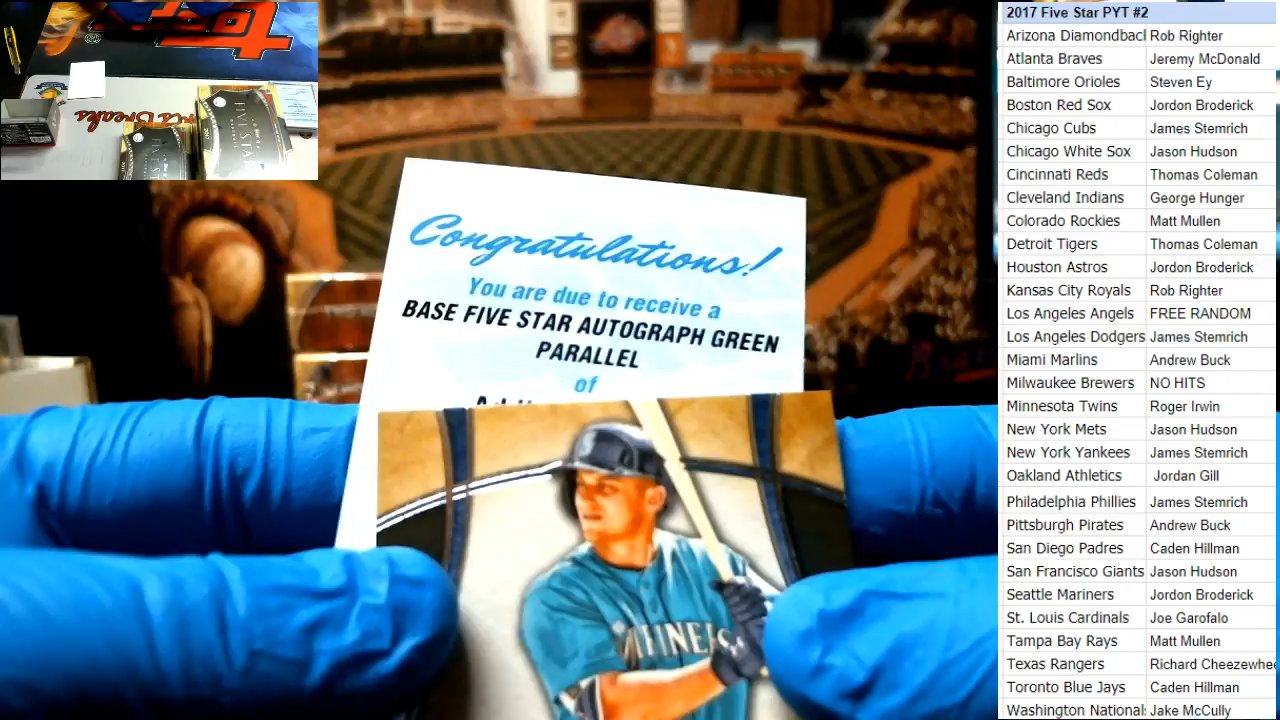 2017 Five Star PYT #2
Arizona Diamondbacl Rob Righter
Atlanta Braves Jeremy McDonald
Baltimore Orioles Steven Ey
Boston Red Sox Jordon Broderick
Chicago Cubs James Stemrich
Chicago White Sox Jason Hudson
Cincinnati Reds Thomas Coleman
Cleveland Indians George Hunger
Colorado Rockies Matt Mullen
Detroit Tigers Thomas Coleman
Houston Astros Jordon Broderick
Kansas City Royals Rob Righter
Los Angeles Angels FREE RANDOM
Los Angeles Dodgers James Stemrich
Miami Marlins Andrew Buck
Milwaukee Brewers NO HITS
Minnesota Twins Roger Irwin
New York Mets Jason Hudson
New York Yankees James Stemrich
Oakland Athletics Jordan Gill
Philadelphia Phillies James Stemrich
Pittsburgh Pirates Andrew Buck
San Diego Padres Caden Hillman
San Francisco Giants Jason Hudson
Seattle Mariners Jordon Broderick
St. Louis Cardinals Joe Garofalo
Tampa Bay Rays Matt Mullen
Texas Rangers Richard Cheezewhe
Toronto Blue Jays Caden Hillman
Washington National Jake McCully
Congratulations!
You are due to receive a
BASE FIVE STAR AUTOGRAPH GREEN
PARALLEL
of
Breaks
FIVE STAR